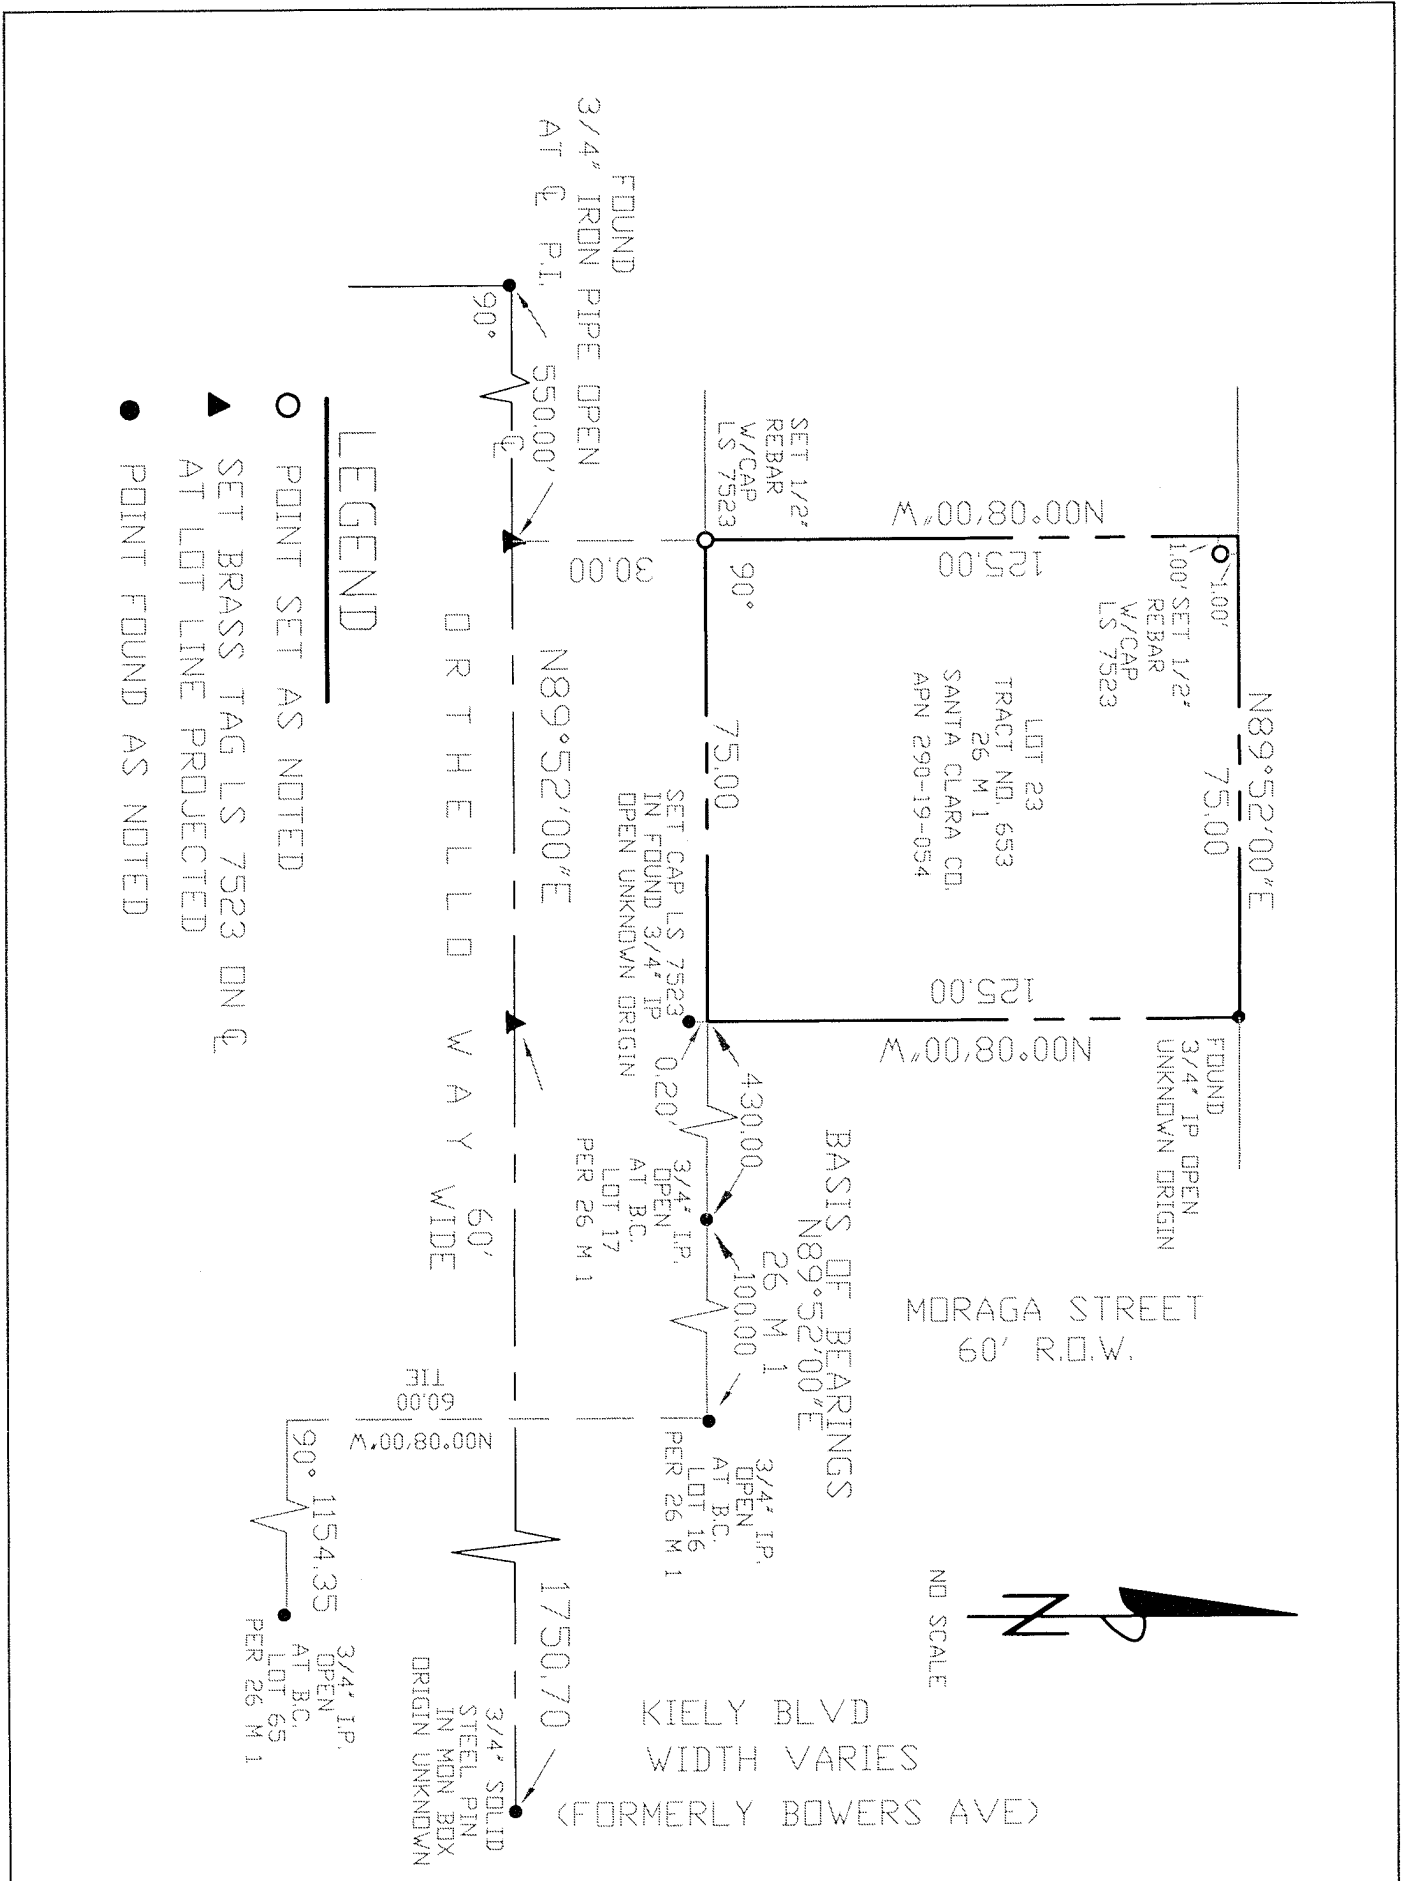 FOUND
3/4" IRON PIPE OPEN
AT ℄ P.I.
90°
550.00'
℄
SET 1/2"
REBAR
W/CAP
LS 7523
30.00
90°
N00°08'00"W
125.00
1.00'
1.00'
SET 1/2"
REBAR
W/CAP
LS 7523
N89°52'00"E
75.00
LOT 23
TRACT NO. 653
26 M 1
SANTA CLARA CO.
APN 290-19-054
75.00
125.00
N00°08'00"W
FOUND
3/4" IP OPEN
UNKNOWN ORIGIN
SET CAP LS 7523
IN FOUND 3/4" IP
OPEN UNKNOWN ORIGIN
0.20'
430.00
BASIS OF BEARINGS
N89°52'00"E
26 M 1
100.00
3/4" I.P.
OPEN
AT B.C.
LOT 17
PER 26 M 1
3/4" I.P.
OPEN
AT B.C.
LOT 16
PER 26 M 1
MORAGA STREET
60' R.O.W.
NO SCALE
N
N89°52'00"E
ORTHELLO WAY
60'
WIDE
N00°08'00"W
60.00
TIE
90°
1154.35
3/4" I.P.
OPEN
AT B.C.
LOT 65
PER 26 M 1
1750.70
3/4" SOLID
STEEL PIN
IN MON BOX
ORIGIN UNKNOWN
KIELY BLVD
WIDTH VARIES
(FORMERLY BOWERS AVE)
LEGEND
POINT SET AS NOTED
SET BRASS TAG LS 7523 ON ℄
AT LOT LINE PROJECTED
POINT FOUND AS NOTED